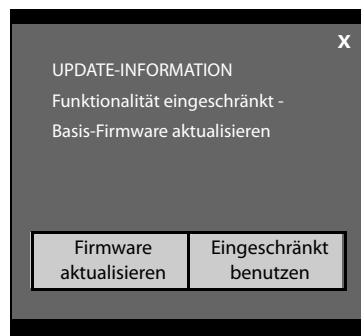 X
UPDATE-INFORMATION
Funktionalität eingeschränkt -
Basis-Firmware aktualisieren
Firmware
aktualisieren
Eingeschränkt
benutzen